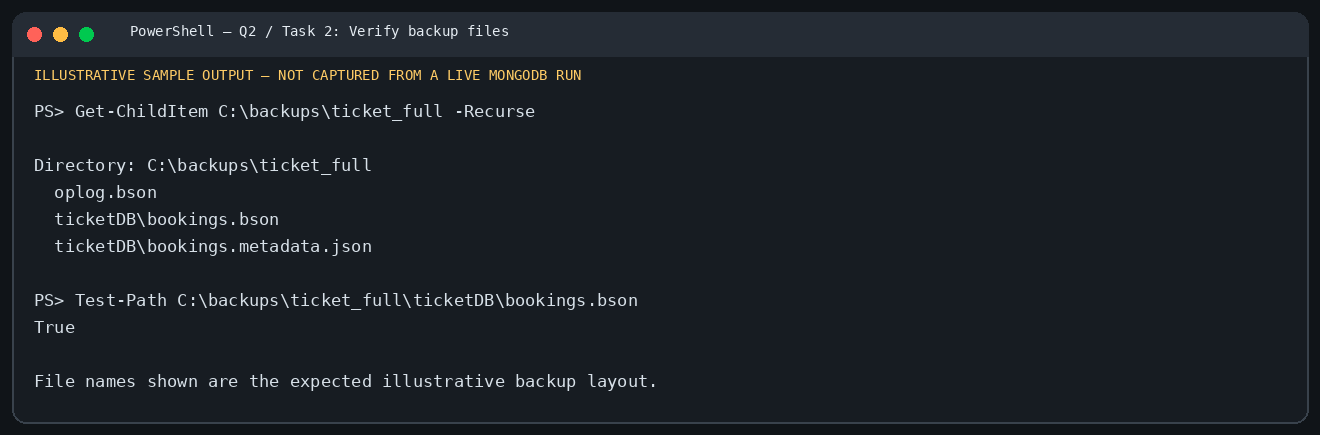 PowerShell — Q2 / Task 2: Verify backup files
ILLUSTRATIVE SAMPLE OUTPUT — NOT CAPTURED FROM A LIVE MONGODB RUN
PS> Get-ChildItem C:\backups\ticket_full -Recurse
Directory: C:\backups\ticket_full
oplog.bson
ticketDB\bookings.bson
ticketDB\bookings.metadata.json
PS> Test-Path C:\backups\ticket_full\ticketDB\bookings.bson
True
File names shown are the expected illustrative backup layout.